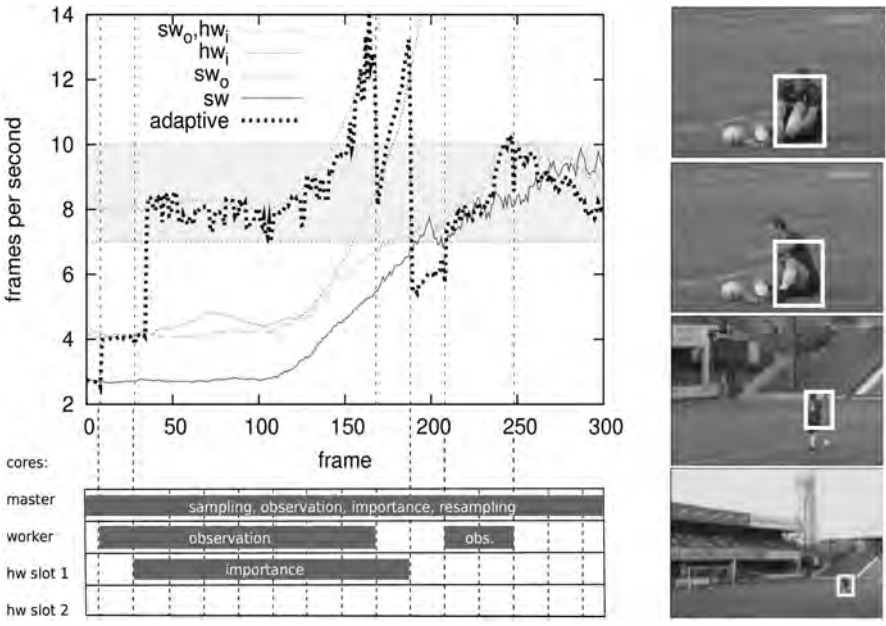 14
12
10
8
6
4
2
frames per second
sw_o,hw_i
hw_i
sw_o
sw
adaptive
0 50 100 150 200 250 300
frame
cores:
master
sampling, observation, importance, resampling
worker
observation
obs.
hw slot 1
importance
hw slot 2